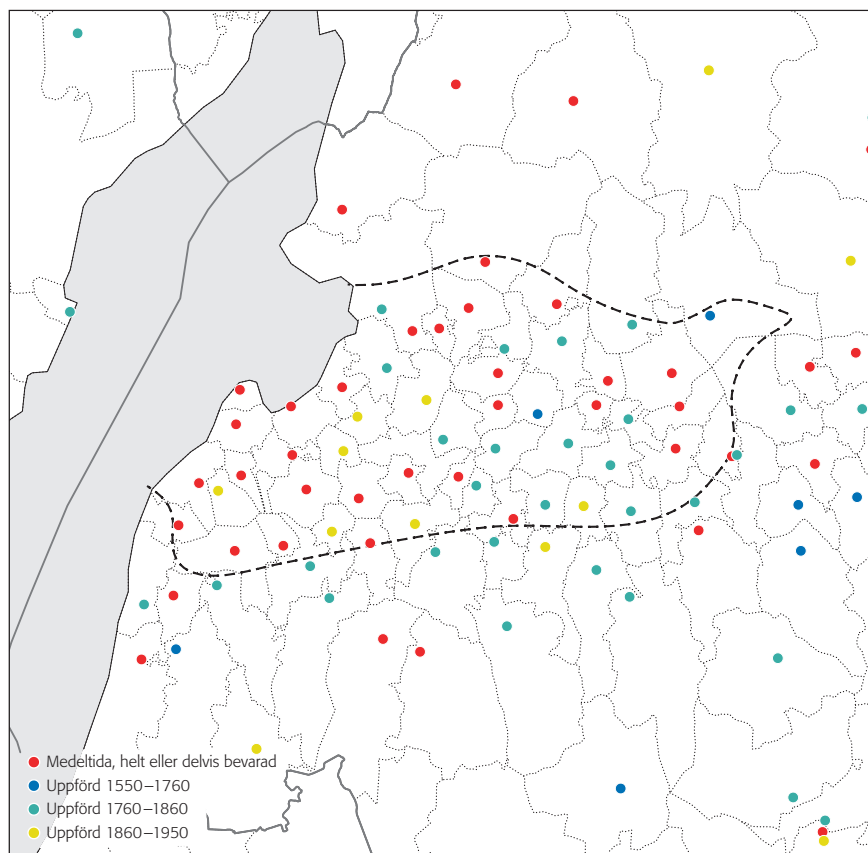 Medeltida, helt eller delvis bevarad
Uppförd 1550–1760
Uppförd 1760–1860
Uppförd 1860–1950